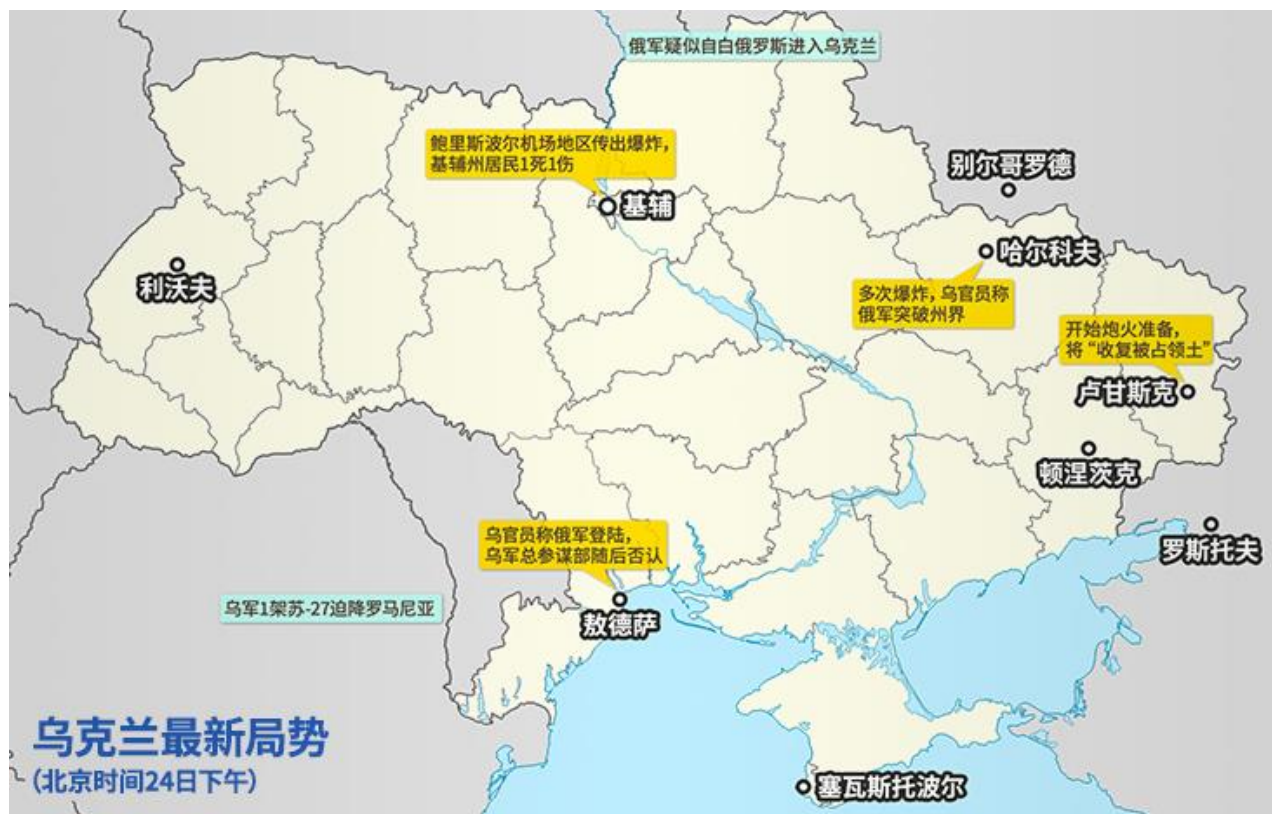 俄军疑似自白俄罗斯进入乌克兰
鲍里斯波尔机场地区传出爆炸，
基辅州居民1死1伤
别尔哥罗德
基辅
哈尔科夫
利沃夫
多次爆炸，乌官员称
俄军突破州界
开始炮火准备，
将“收复被占领土”
卢甘斯克
顿涅茨克
乌官员称俄军登陆，
乌军总参谋部随后否认
罗斯托夫
乌军1架苏-27迫降罗马尼亚
敖德萨
乌克兰最新局势
（北京时间24日下午）
塞瓦斯托波尔